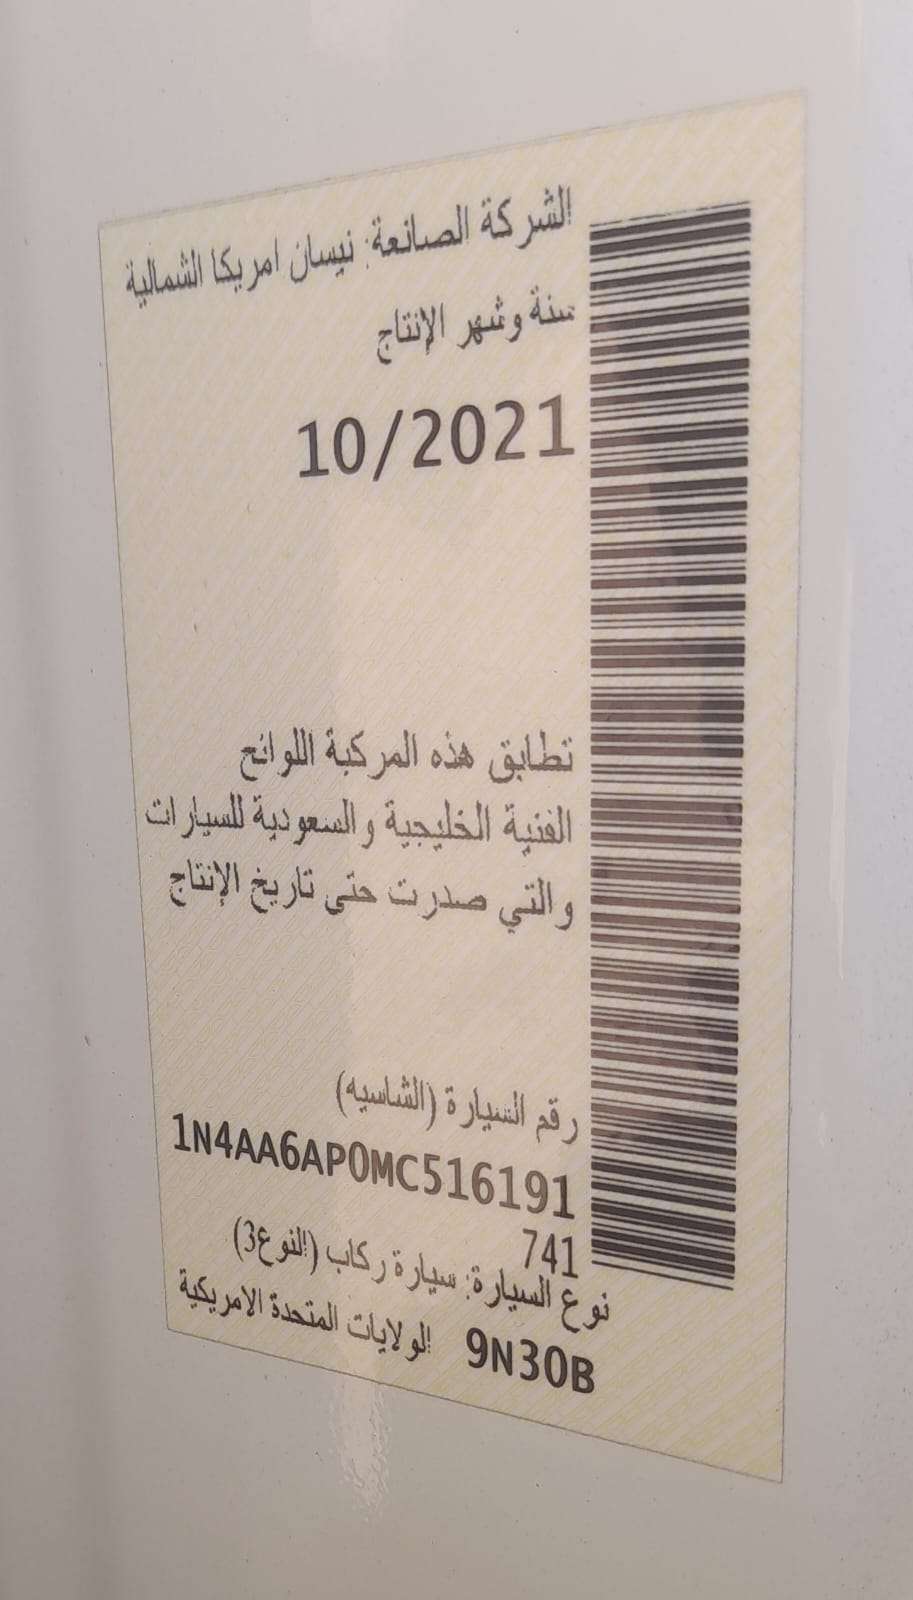 الشركة الصانعة: نيسان امريكا الشمالية
سنة وشهر الإنتاج
10/2021
تطابق هذه المركبة اللوائح
الفنية الخليجية والسعودية للسيارات
والتي صدرت حتى تاريخ الإنتاج
رقم السيارة (الشاسيه)
1N4AA6AP0MC516191
741
نوع السيارة: سيارة ركاب (النوع3)
9N30B الولايات المتحدة الامريكية